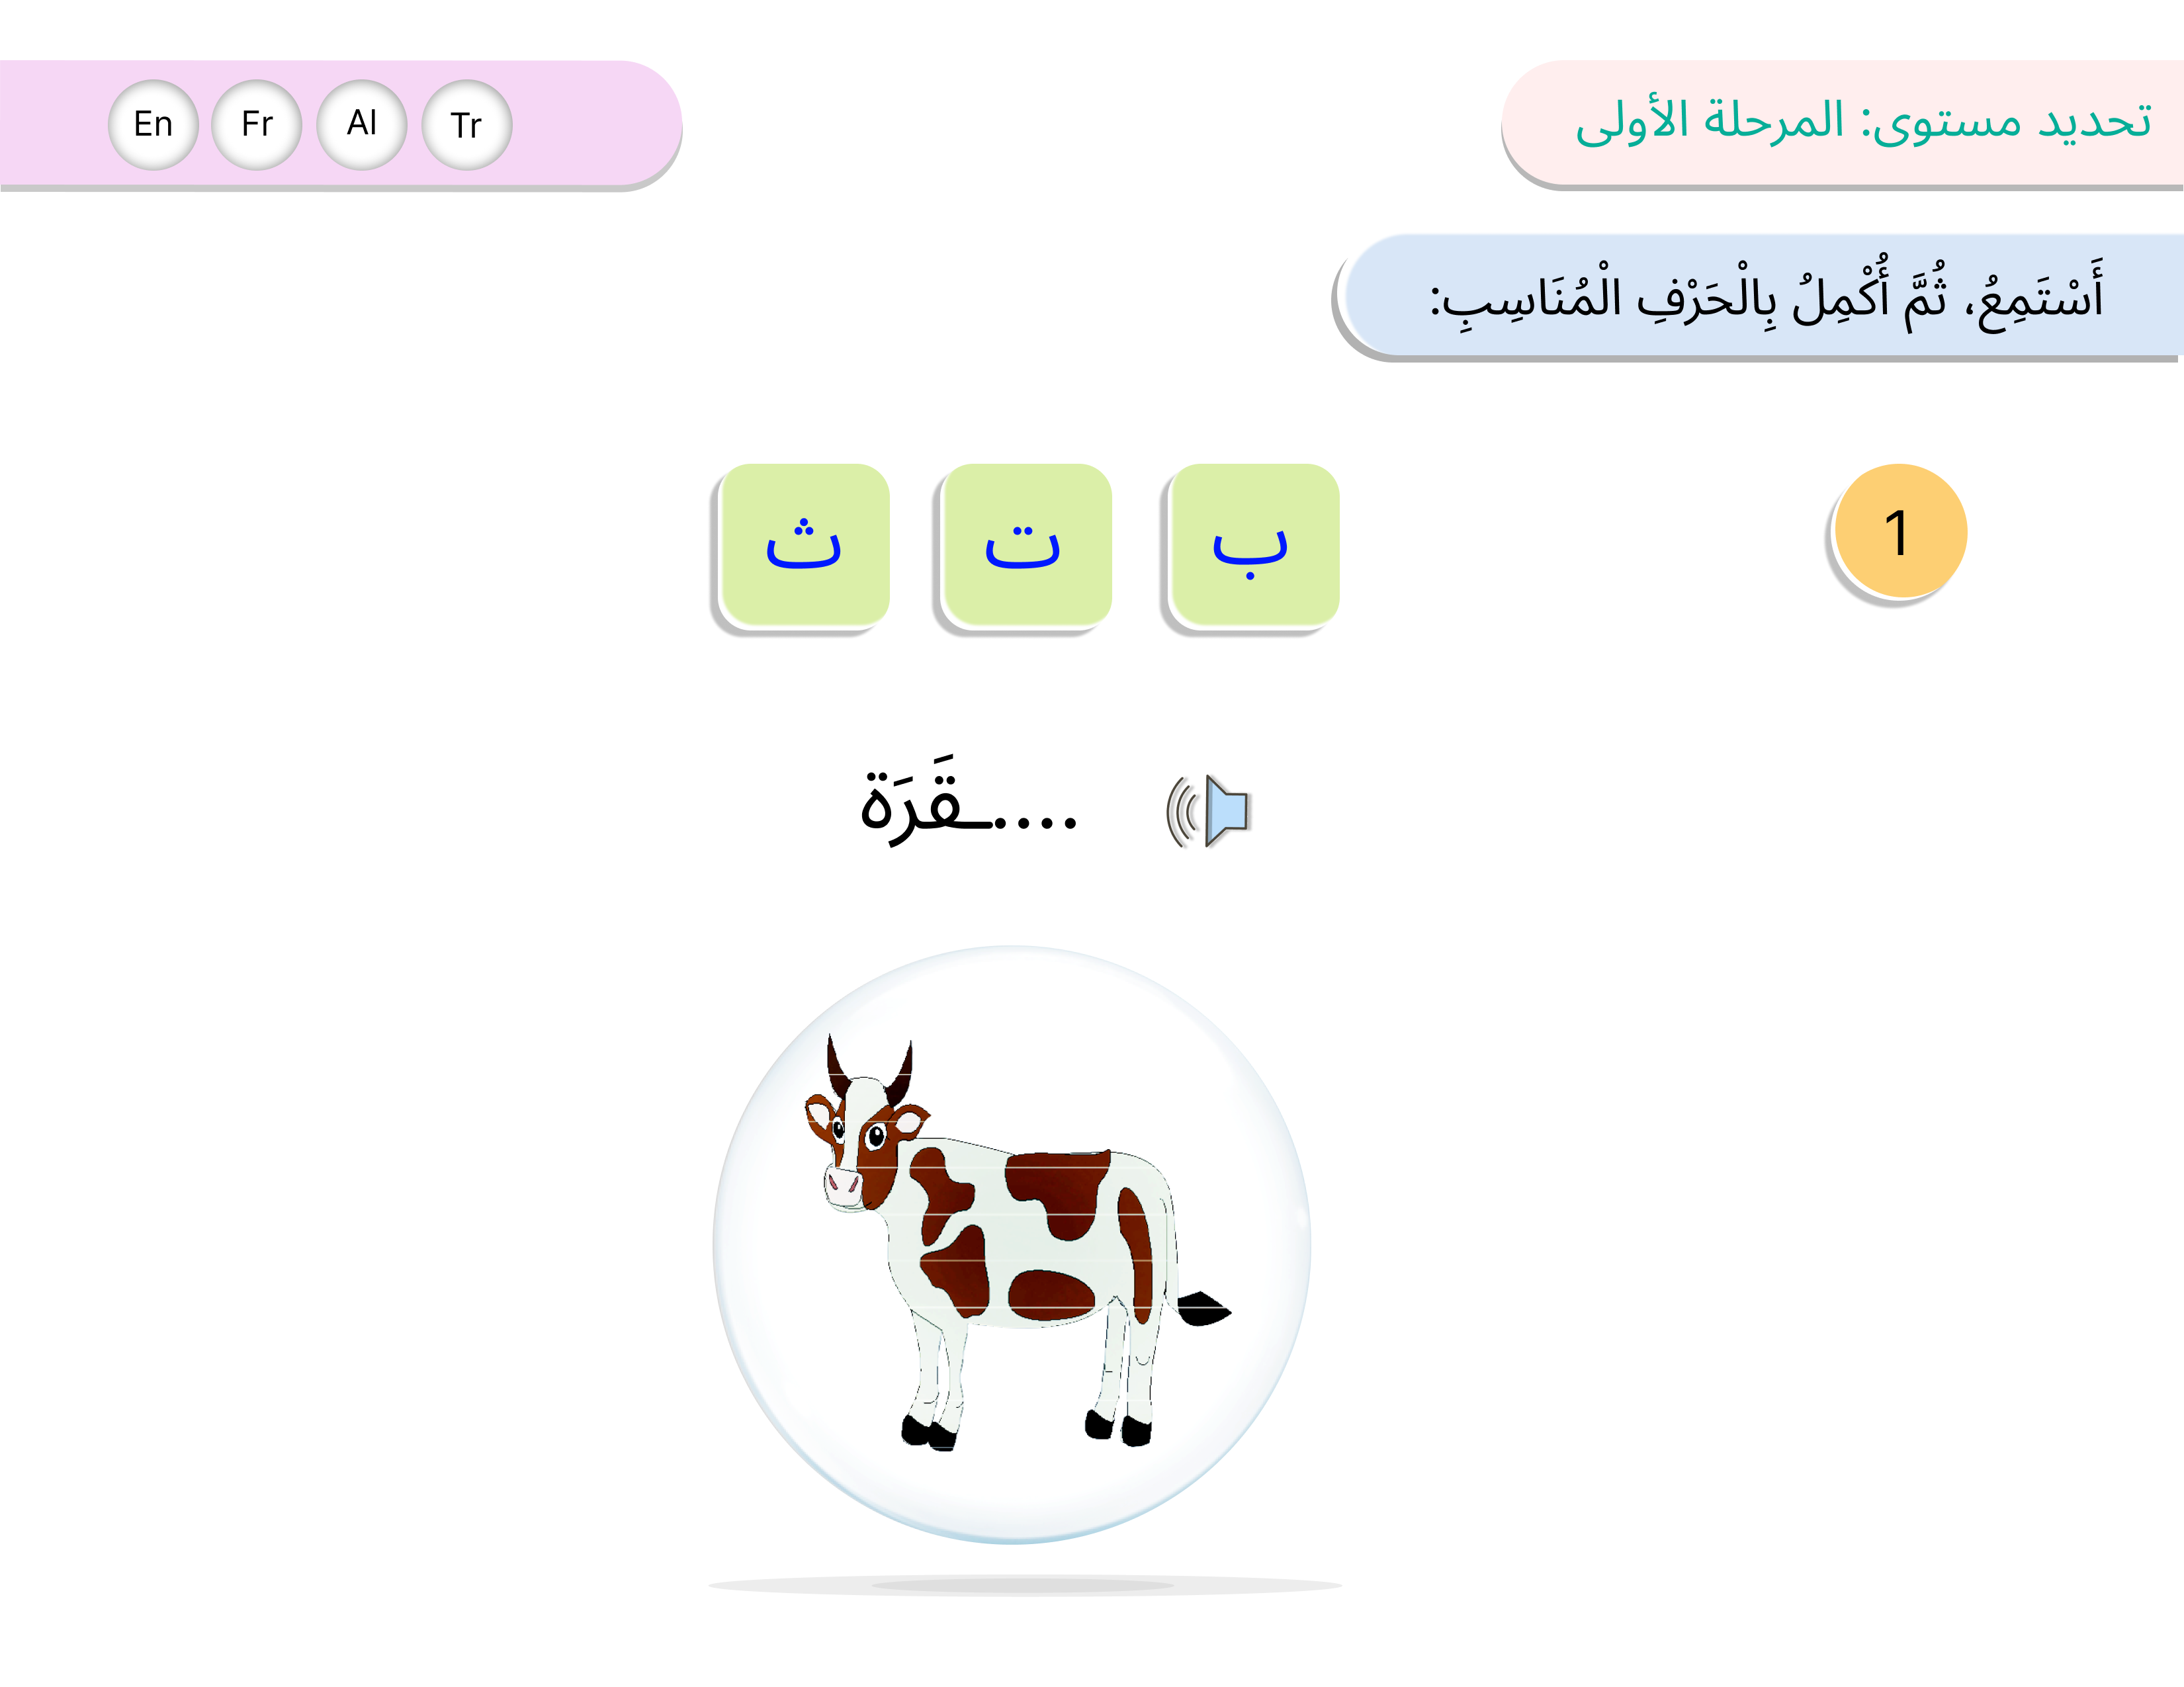 تحديد مستوى: المرحلة الأولى
En Fr Al Tr
أَسْتَمِعُ، ثُمَّ أُكْمِلُ بِالْحَرْفِ الْمُنَاسِبِ:
1
ب ت ث
....ـقَرَة